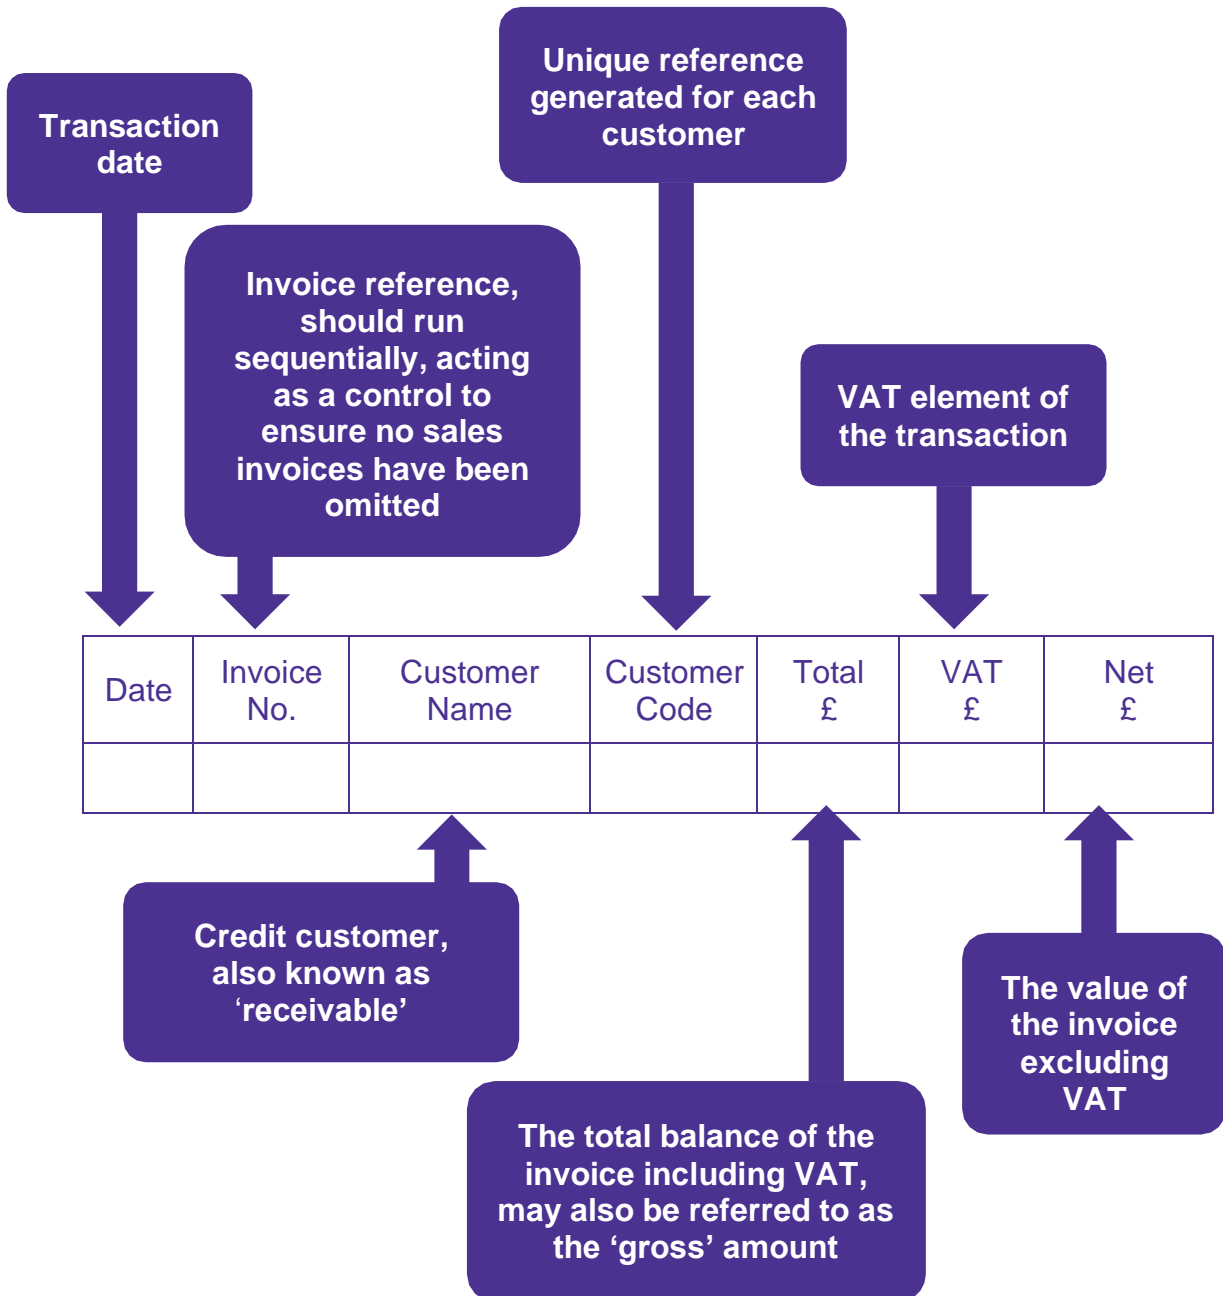 Transaction
date
Unique reference
generated for each
customer
Invoice reference,
should run
sequentially, acting
as a control to
ensure no sales
invoices have been
omitted
VAT element of
the transaction
Date
Invoice
No.
Customer
Name
Customer
Code
Total
£
VAT
£
Net
£
Credit customer,
also known as
‘receivable’
The total balance of the
invoice including VAT,
may also be referred to as
the ‘gross’ amount
The value of
the invoice
excluding
VAT